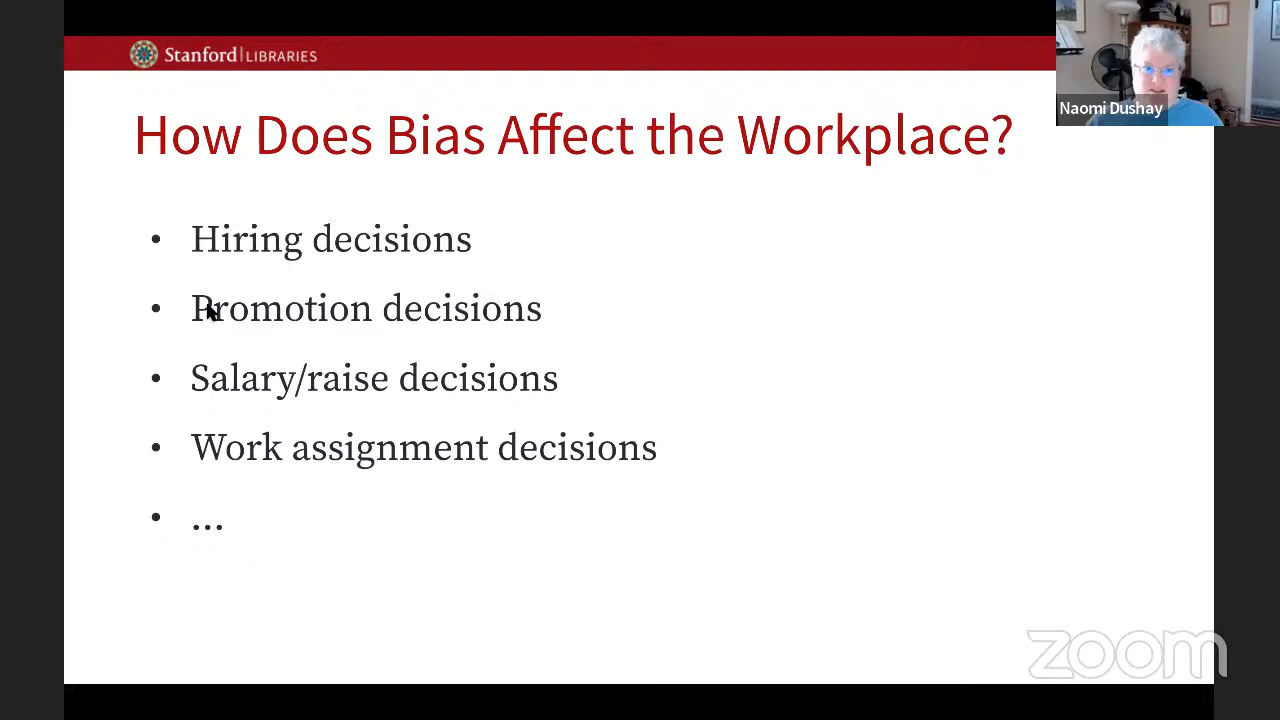 Stanford | LIBRARIES
Naomi Dushay
How Does Bias Affect the Workplace?
• Hiring decisions
• Promotion decisions
• Salary/raise decisions
• Work assignment decisions
• ...
zoom